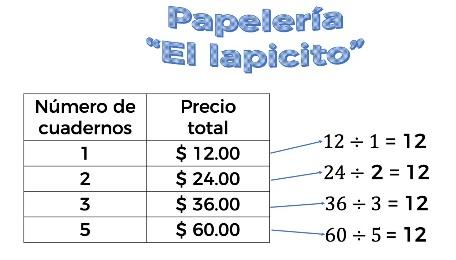 Papelería
“El lapicito”
Número de cuadernos Precio total
1 $ 12.00 12 ÷ 1 = 12
2 $ 24.00 24 ÷ 2 = 12
3 $ 36.00 36 ÷ 3 = 12
5 $ 60.00 60 ÷ 5 = 12